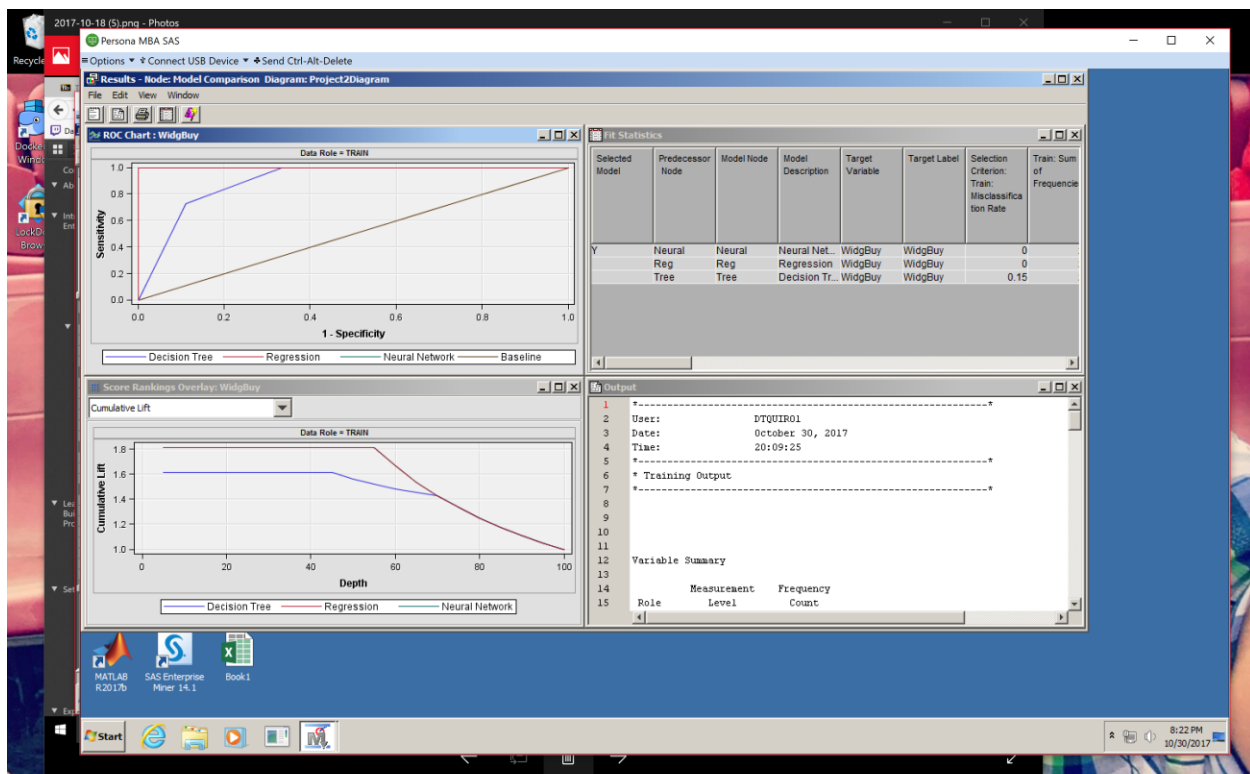 2017-10-18 (5).png - Photos
Persona MBA SAS
Options Connect USB Device Send Ctrl-Alt-Delete
Results - Node: Model Comparison Diagram: Project2Diagram
File Edit View Window
ROC Chart : WidgBuy
Data Role = TRAIN
1.0
0.8
0.6
0.4
0.2
0.0
Sensitivity
0.0 0.2 0.4 0.6 0.8 1.0
1 - Specificity
Decision Tree Regression Neural Network Baseline
Fit Statistics
Selected Model Predecessor Node Model Node Model Description Target Variable Target Label Selection Criterion: Train: Misclassification Rate Train: Sum of Frequencie
Y Neural Neural Neural Net... WidgBuy WidgBuy 0
Reg Reg Regression WidgBuy WidgBuy 0
Tree Tree Decision Tr... WidgBuy WidgBuy 0.15
Score Rankings Overlay: WidgBuy
Cumulative Lift
Data Role = TRAIN
1.8
1.6
1.4
1.2
1.0
Cumulative Lift
0 20 40 60 80 100
Depth
Decision Tree Regression Neural Network
Output
1 *------------------------------------------------------------*
2 User: DTQUIRO1
3 Date: October 30, 2017
4 Time: 20:09:25
5 *------------------------------------------------------------*
6 * Training Output
7 *------------------------------------------------------------*
8
9
10
11
12 Variable Summary
13
14 Measurement Frequency
15 Role Level Count
MATLAB R2017b
SAS Enterprise Miner 14.1
Book1
Start
8:22 PM
10/30/2017
Recycle
Docke
Windo
LockD
Brow